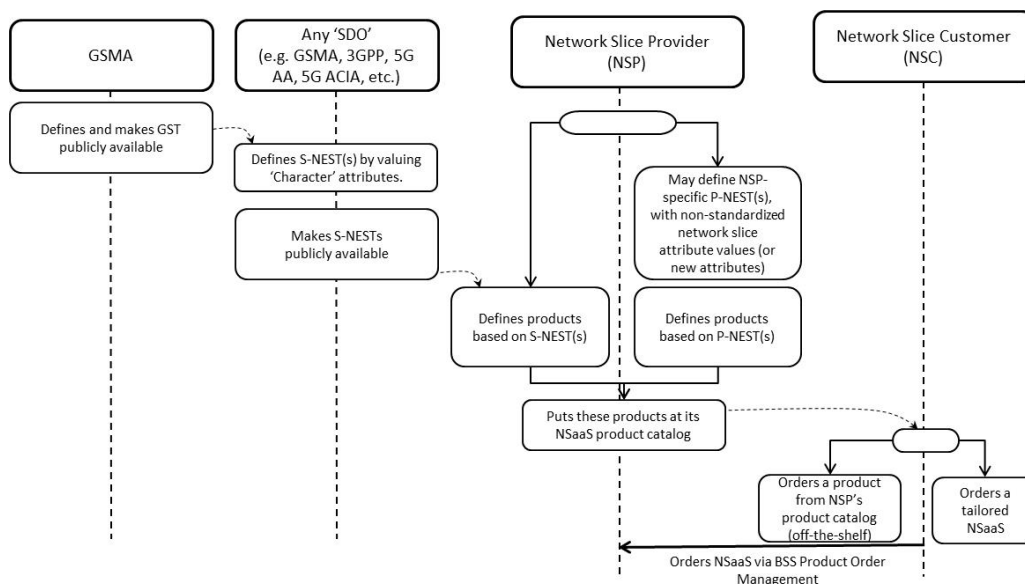 GSMA
Any ‘SDO’
(e.g. GSMA, 3GPP, 5G
AA, 5G ACIA, etc.)
Network Slice Provider
(NSP)
Network Slice Customer
(NSC)
Defines and makes GST
publicly available
Defines S-NEST(s) by valuing
‘Character’ attributes.
Makes S-NESTs
publicly available
May define NSP-
specific P-NEST(s),
with non-standardized
network slice
attribute values (or
new attributes)
Defines products
based on S-NEST(s)
Defines products
based on P-NEST(s)
Puts these products at its
NSaaS product catalog
Orders a product
from NSP’s
product catalog
(off-the-shelf)
Orders a
tailored
NSaaS
Orders NSaaS via BSS Product Order
Management